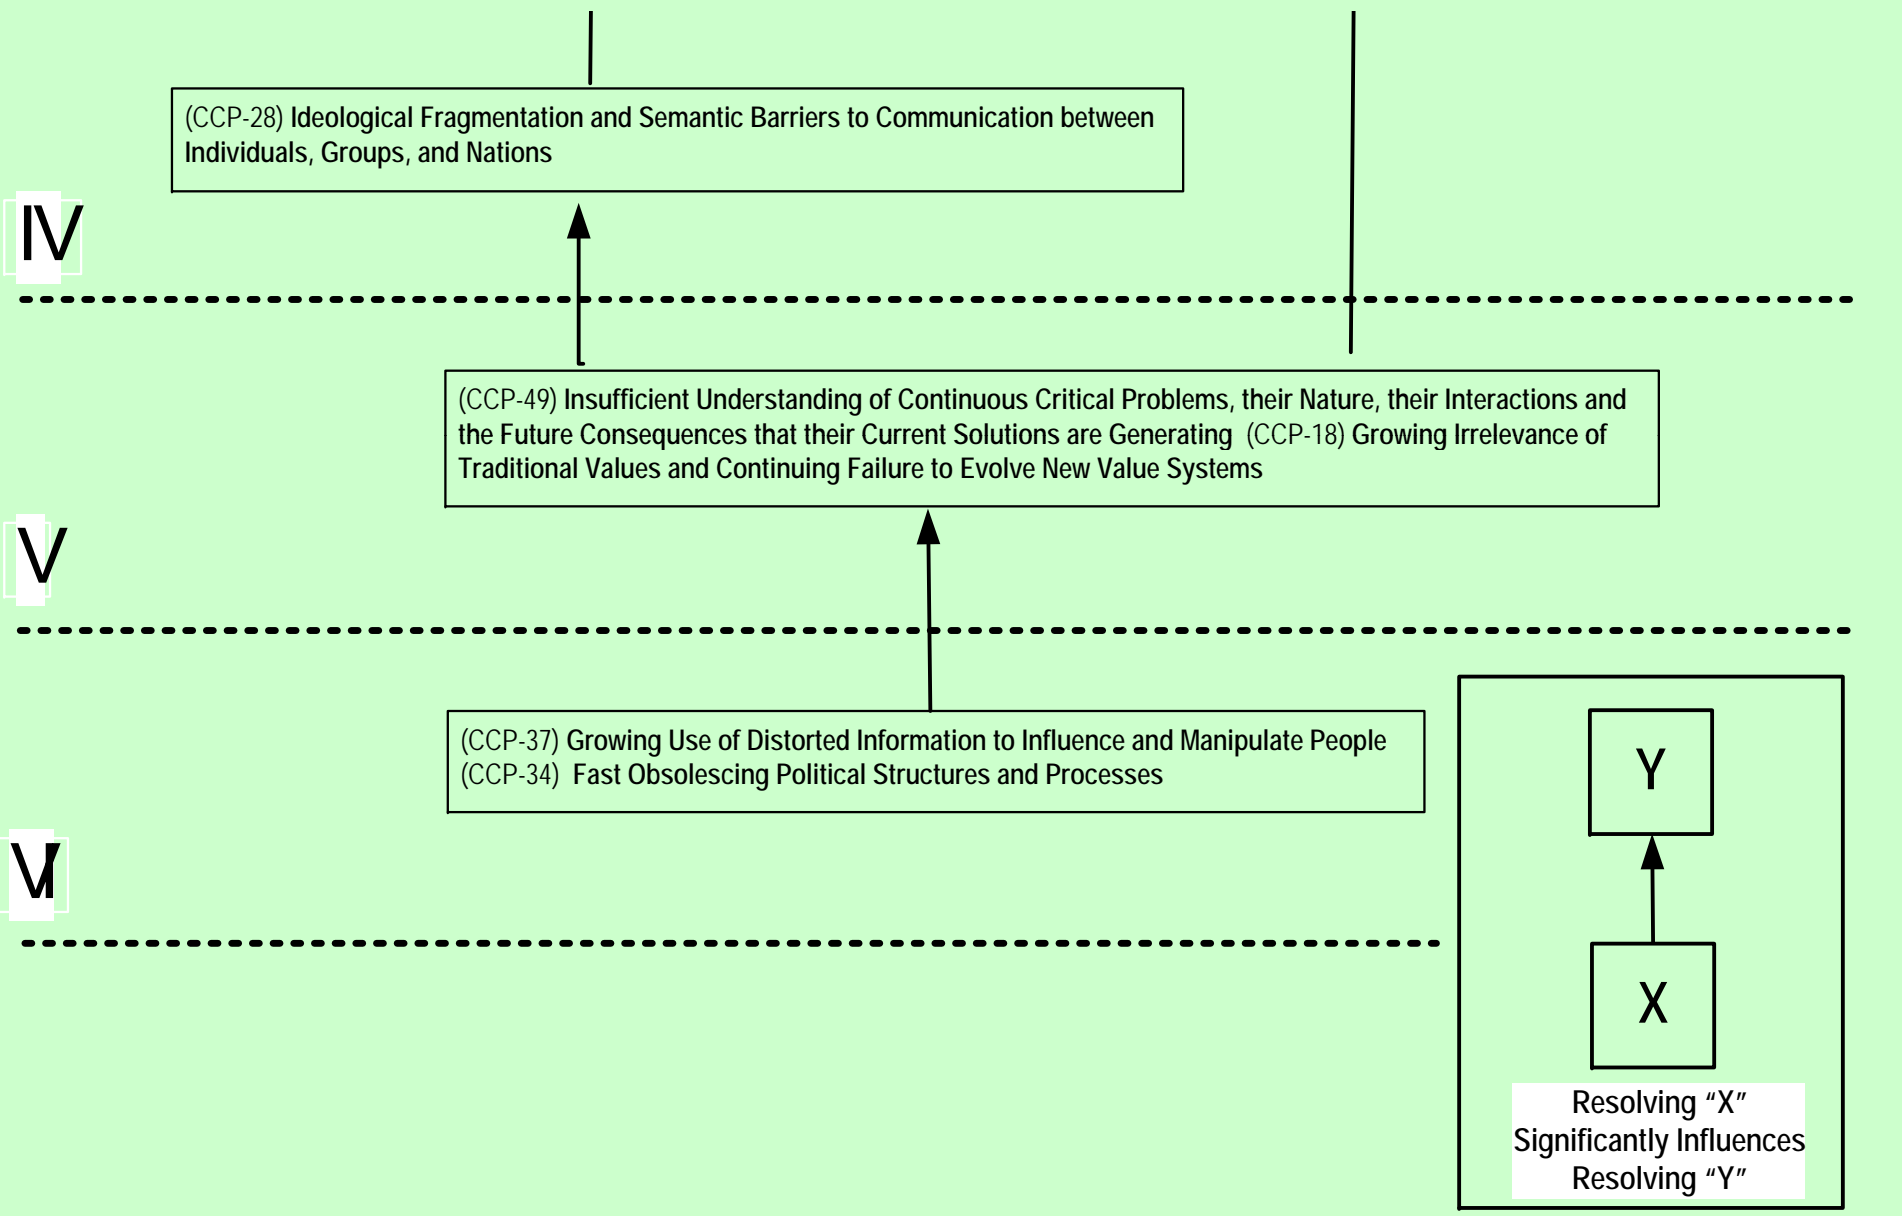 (CCP-28) Ideological Fragmentation and Semantic Barriers to Communication between
Individuals, Groups, and Nations
IV
(CCP-49) Insufficient Understanding of Continuous Critical Problems, their Nature, their Interactions and
the Future Consequences that their Current Solutions are Generating (CCP-18) Growing Irrelevance of
Traditional Values and Continuing Failure to Evolve New Value Systems
V
(CCP-37) Growing Use of Distorted Information to Influence and Manipulate People
(CCP-34) Fast Obsolescing Political Structures and Processes
VI
Y
X
Resolving “X”
Significantly Influences
Resolving “Y”